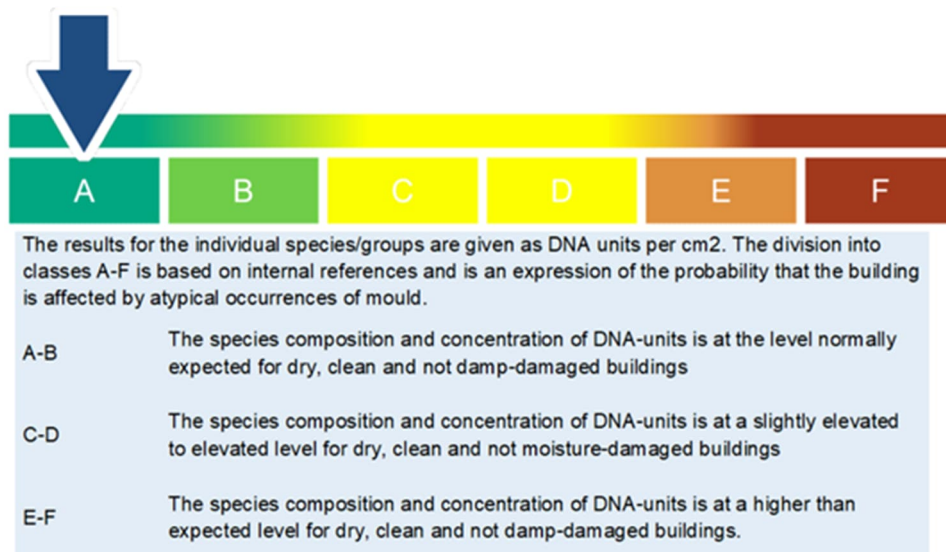 A B C D E F
The results for the individual species/groups are given as DNA units per cm2. The division into
classes A-F is based on internal references and is an expression of the probability that the building
is affected by atypical occurrences of mould.
A-B The species composition and concentration of DNA-units is at the level normally
expected for dry, clean and not damp-damaged buildings
C-D The species composition and concentration of DNA-units is at a slightly elevated
to elevated level for dry, clean and not moisture-damaged buildings
E-F The species composition and concentration of DNA-units is at a higher than
expected level for dry, clean and not damp-damaged buildings.